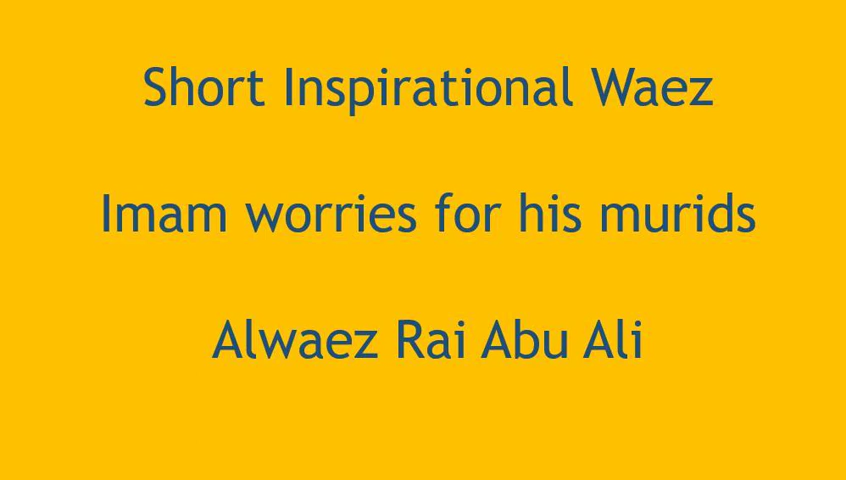 Short Inspirational Waez
Imam worries for his murids
Alwaez Rai Abu Ali